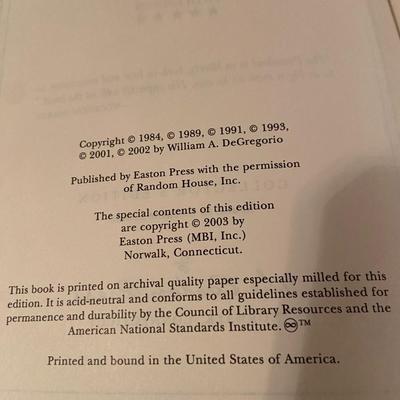 Copyright © 1984, © 1989, © 1991, © 1993,
© 2001, © 2002 by William A. DeGregorio
Published by Easton Press with the permission
of Random House, Inc.
The special contents of this edition
are copyright © 2003 by
Easton Press (MBI, Inc.)
Norwalk, Connecticut.
This book is printed on archival quality paper especially milled for this
edition. It is acid-neutral and conforms to all guidelines established for
permanence and durability by the Council of Library Resources and the
American National Standards Institute. ♾™
Printed and bound in the United States of America.